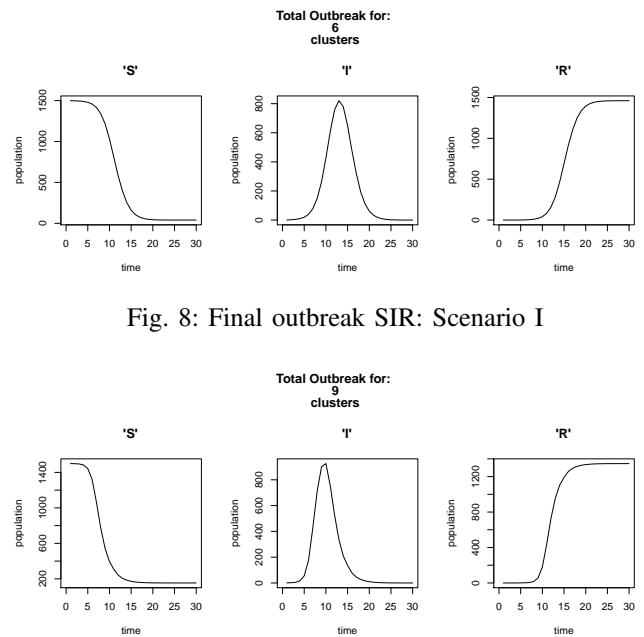 Total Outbreak for:
6
clusters
'S'
'I'
'R'
population
0 500 1000 1500
0 5 10 15 20 25 30
time
population
0 200 400 600 800
0 5 10 15 20 25 30
time
population
0 500 1000 1500
0 5 10 15 20 25 30
time
Fig. 8: Final outbreak SIR: Scenario I
Total Outbreak for:
9
clusters
'S'
'I'
'R'
population
200 600 1000 1400
0 5 10 15 20 25 30
time
population
0 200 400 600 800
0 5 10 15 20 25 30
time
population
0 400 800 1200
0 5 10 15 20 25 30
time